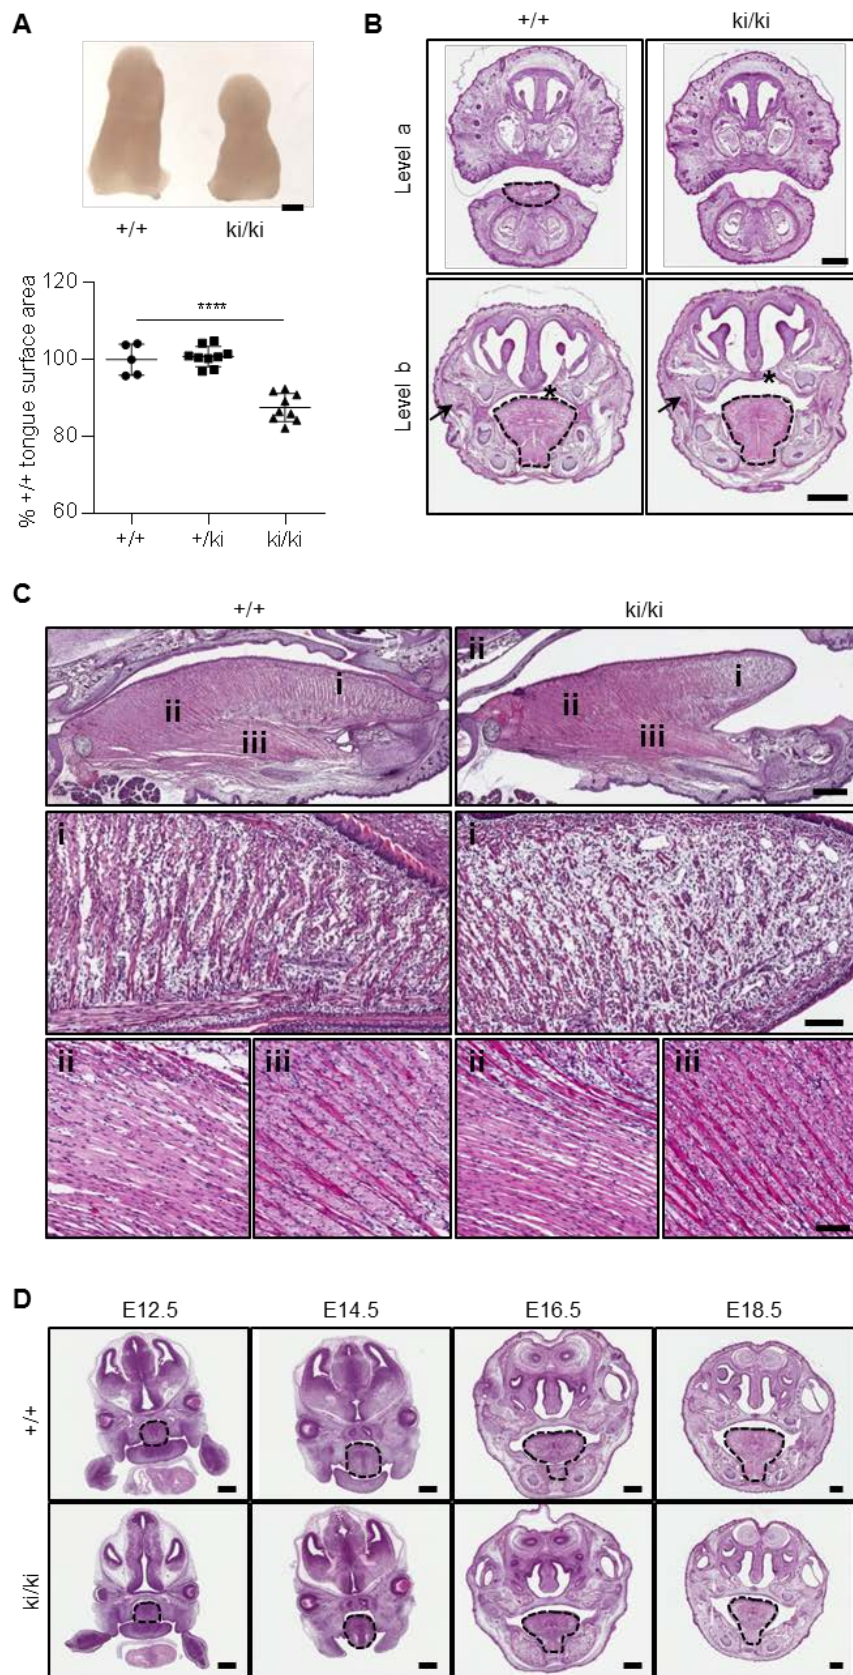 A
+/+ ki/ki
120
100
80
60
% +/+ tongue surface area
****
+/+ +/ki ki/ki
B
+/+ ki/ki
Level a
Level b
*
*
C
+/+ ki/ki
i
ii
iii
ii
i
ii
iii
i
i
ii
iii
ii
iii
D
E12.5 E14.5 E16.5 E18.5
+/+
ki/ki